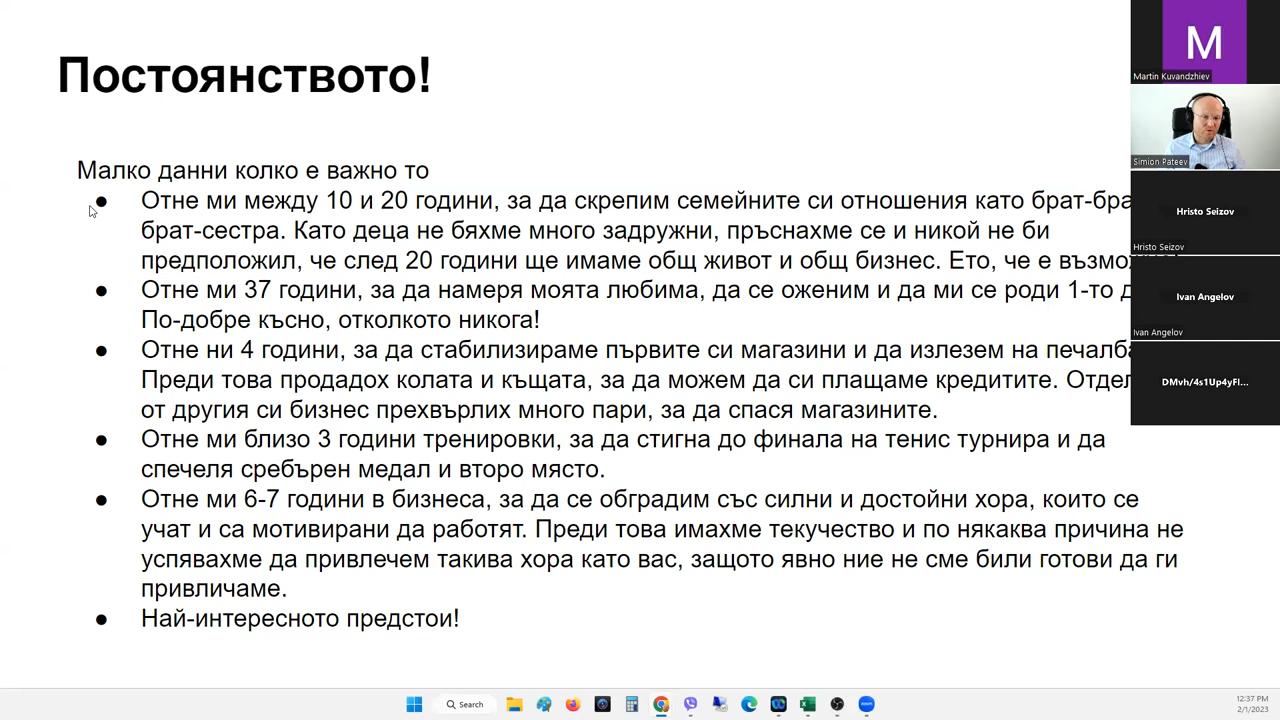 Постоянството!
Малко данни колко е важно то
Отне ми между 10 и 20 години, за да скрепим семейните си отношения като
брат-сестра. Като деца не бяхме много задружни, пръснахме се и никой не би
предположил, че след 20 години ще имаме общ живот и общ бизнес. Ето, че е
Отне ми 37 години, за да намеря моята любима, да се оженим и да ми се роди 1-то
По-добре късно, отколкото никога!
Отне ни 4 години, за да стабилизираме първите си магазини и да излезем на
Преди това продадох колата и къщата, за да можем да си плащаме кредитите.
от другия си бизнес прехвърлих много пари, за да спася магазините.
Отне ми близо 3 години тренировки, за да стигна до финала на тенис турнира и да
спечеля сребърен медал и второ място.
Отне ми 6-7 години в бизнеса, за да се обградим със силни и достойни хора, които се
учат и са мотивирани да работят. Преди това имахме текучество и по някаква причина не
успявахме да привлечем такива хора като вас, защото явно ние не сме били готови да ги
привличаме.
Най-интересното предстои!
M
Martin Kuvandzhiev
Simion Pateev
Hristo Seizov
Hristo Seizov
Ivan Angelov
Ivan Angelov
DMvh/4s1Up4yFl...
Search
12:37 PM
2/1/2023